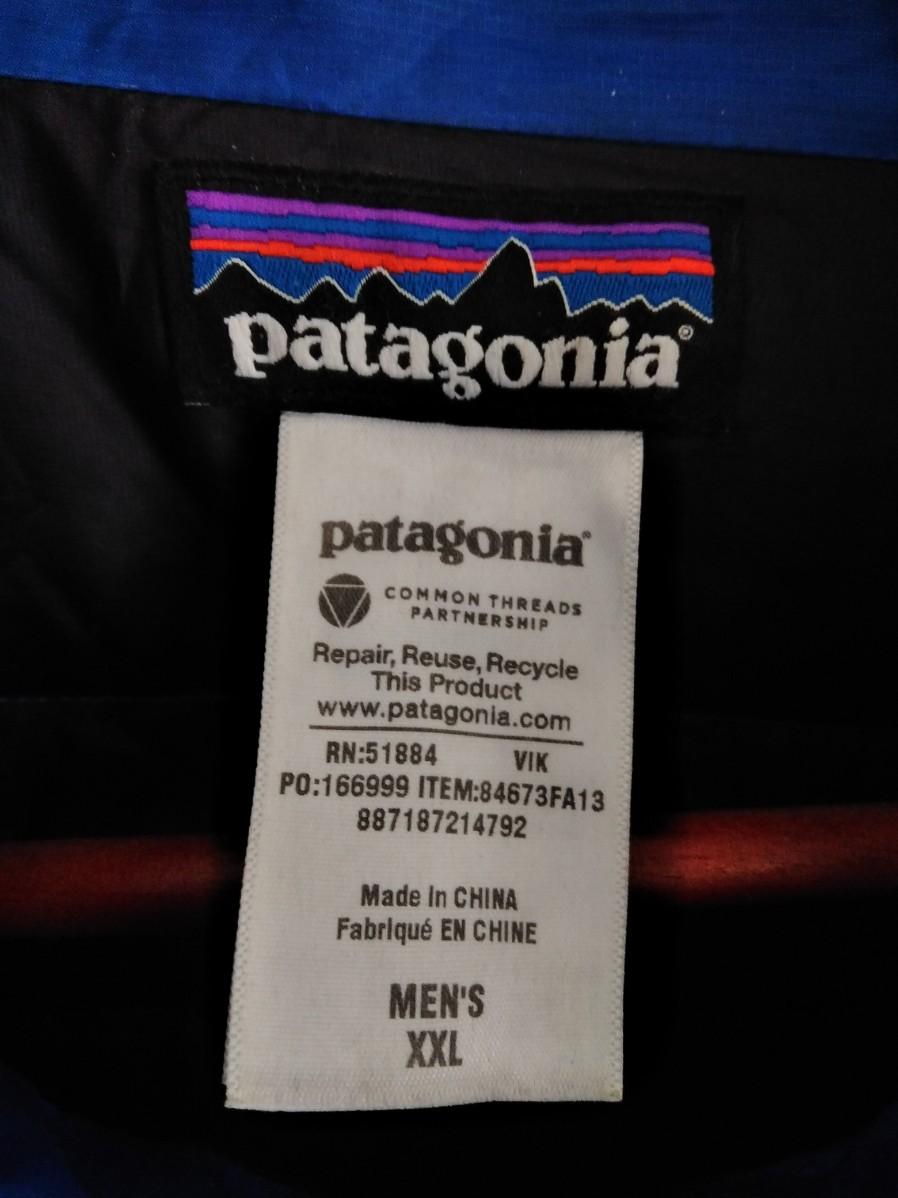 patagonia®
patagonia®
COMMON THREADS
PARTNERSHIP
Repair, Reuse, Recycle
This Product
www.patagonia.com
RN:51884 VIK
PO:166999 ITEM:84673FA13
887187214792
Made in CHINA
Fabriqué EN CHINE
MEN'S
XXL